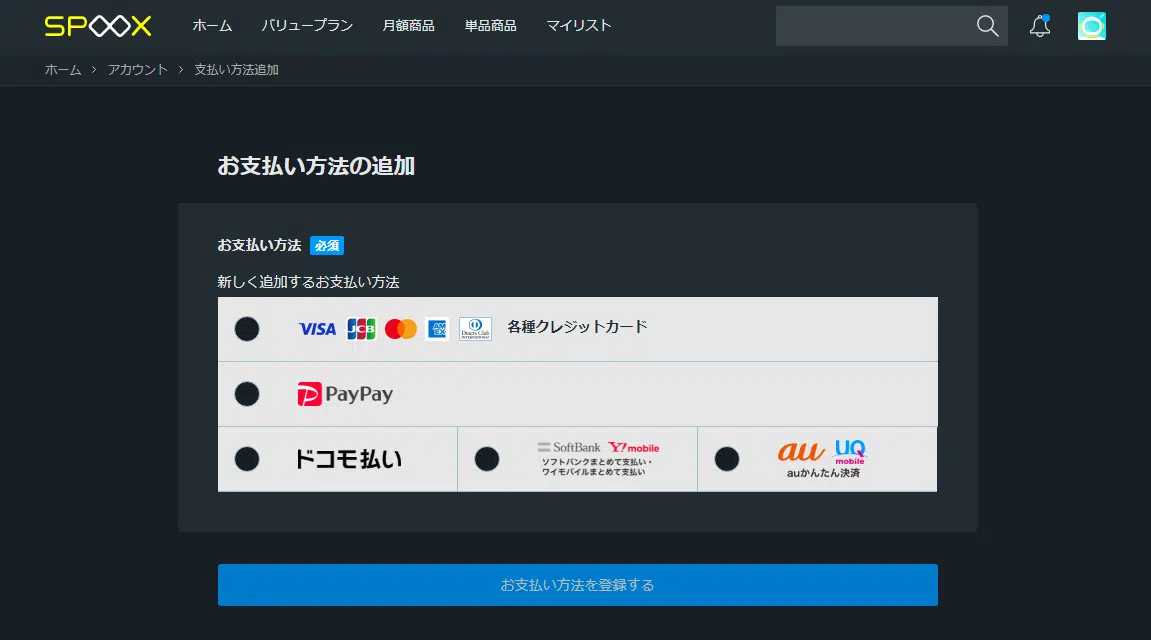 SPOOX ホーム バリュープラン 月額商品 単品商品 マイリスト
ホーム > アカウント > 支払い方法追加
お支払い方法の追加
お支払い方法 必須
新しく追加するお支払い方法
VISA JCB AMEX Diners Club INTERNATIONAL 各種クレジットカード
PayPay
ドコモ払い
SoftBank Y!mobile
ソフトバンクまとめて支払い・
ワイモバイルまとめて支払い
au UQ mobile
auかんたん決済
お支払い方法を登録する